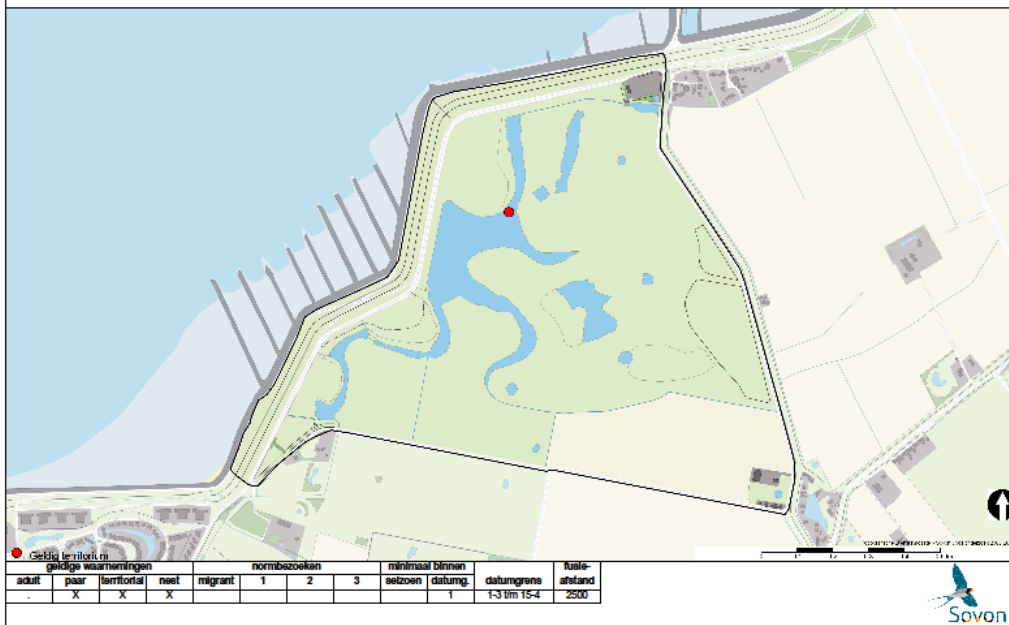 Geldig territorium
geldige waarnemingen normbezoeken minimaal binnen fusie-
adult paar territorial nest migrant 1 2 3 seizoen datumg. datumgrens afstand
. X X X 1 1-3 t/m 15-4 2500
Sovon